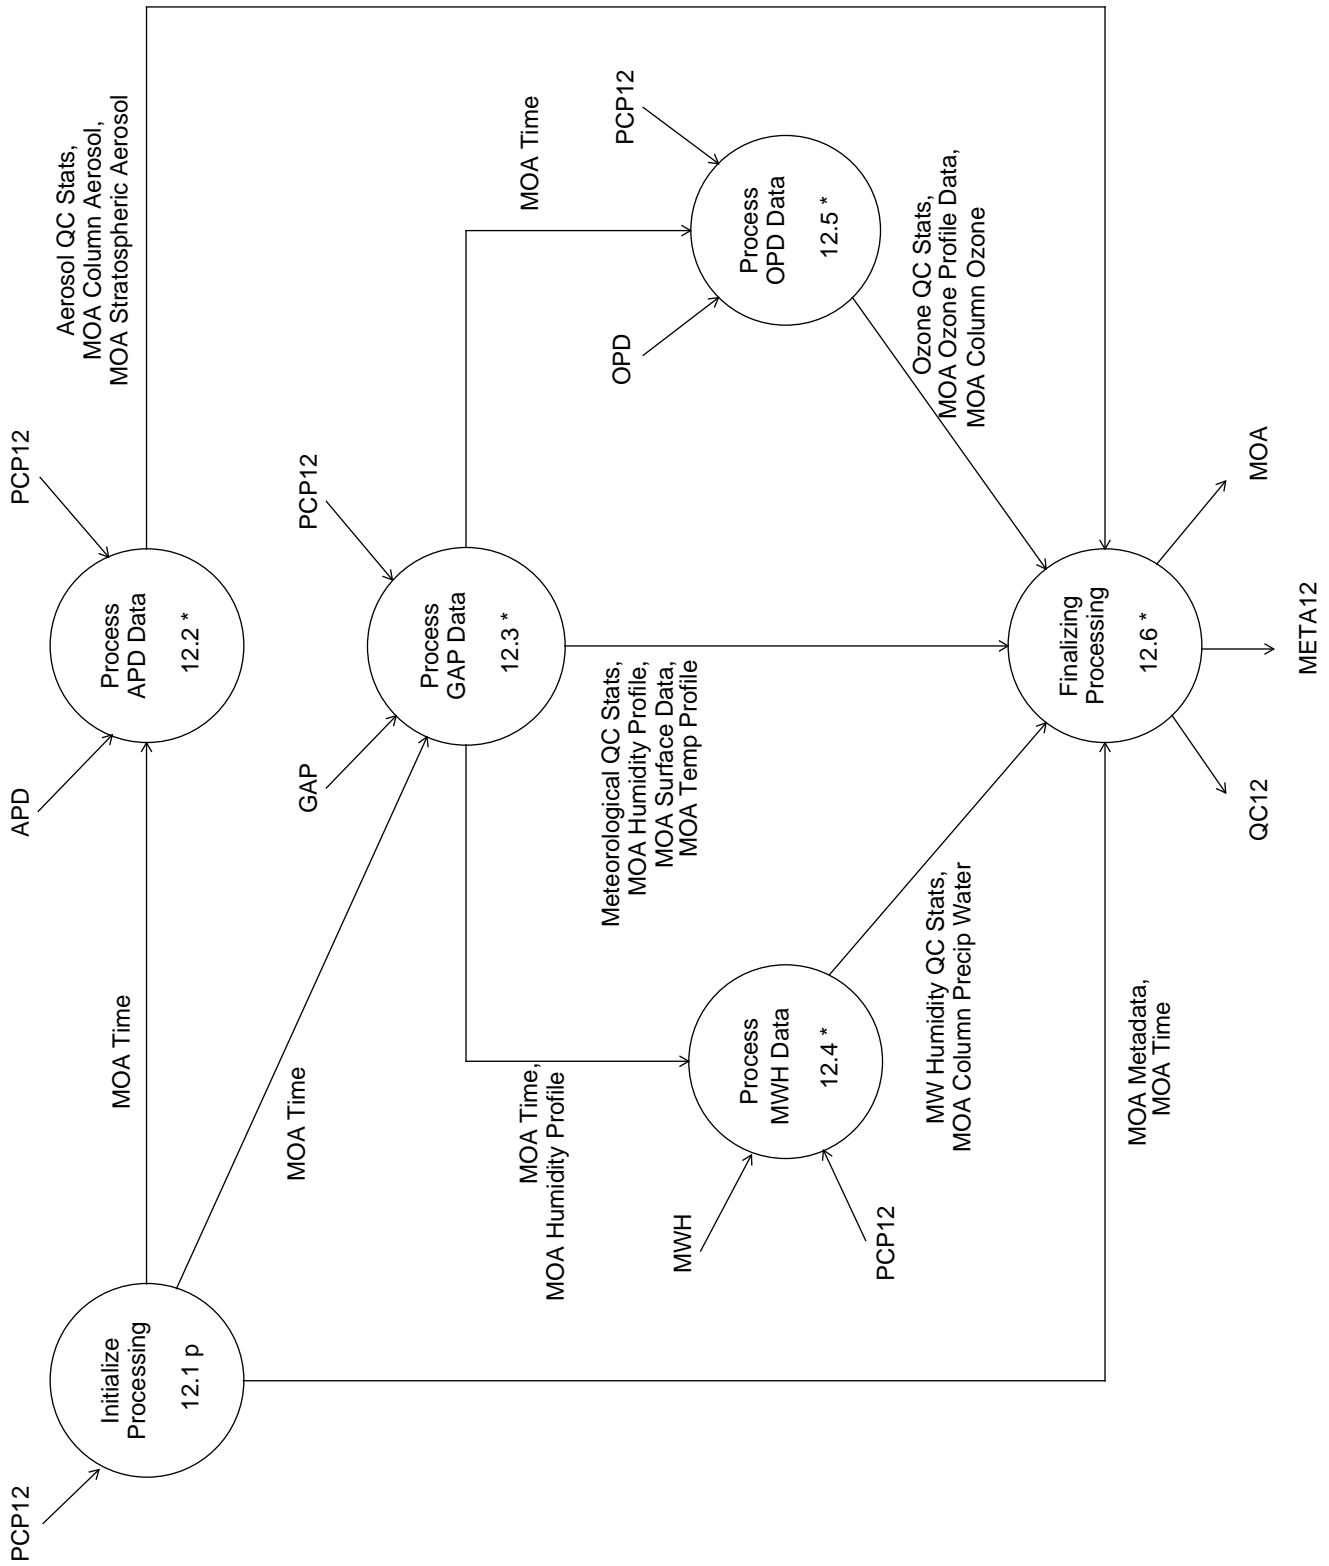 PCP12
Initialize
Processing
12.1 p
MOA Time
APD
PCP12
Process
APD Data
12.2 *
Aerosol QC Stats,
MOA Column Aerosol,
MOA Stratospheric Aerosol
MOA Time
GAP
PCP12
Process
GAP Data
12.3 *
MOA Time
MOA Time,
MOA Humidity Profile
Meteorological QC Stats,
MOA Humidity Profile,
MOA Surface Data,
MOA Temp Profile
OPD
PCP12
Process
OPD Data
12.5 *
MWH
PCP12
Process
MWH Data
12.4 *
Ozone QC Stats,
MOA Ozone Profile Data,
MOA Column Ozone
MW Humidity QC Stats,
MOA Column Precip Water
MOA Metadata,
MOA Time
Finalizing
Processing
12.6 *
QC12
META12
MOA